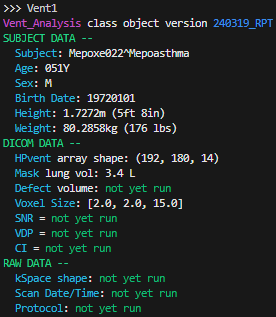 >>> Vent1
Vent_Analysis class object version 240319_RPT
SUBJECT DATA --
Subject: Mepoxe022^Mepoasthma
Age: 051Y
Sex: M
Birth Date: 19720101
Height: 1.7272m (5ft 8in)
Weight: 80.2858kg (176 lbs)
DICOM DATA --
HPvent array shape: (192, 180, 14)
Mask lung vol: 3.4 L
Defect volume: not yet run
Voxel Size: [2.0, 2.0, 15.0]
SNR = not yet run
VDP = not yet run
CI = not yet run
RAW DATA --
kSpace shape: not yet run
Scan Date/Time: not yet run
Protocol: not yet run